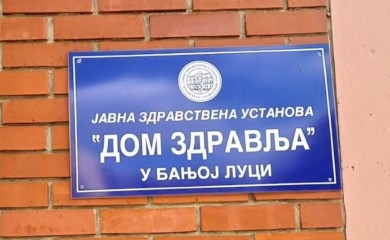 ЈАВНА ЗДРАВСТВЕНА УСТАНОВА
"ДОМ ЗДРАВЉА"
У БАЊОЈ ЛУЦИ